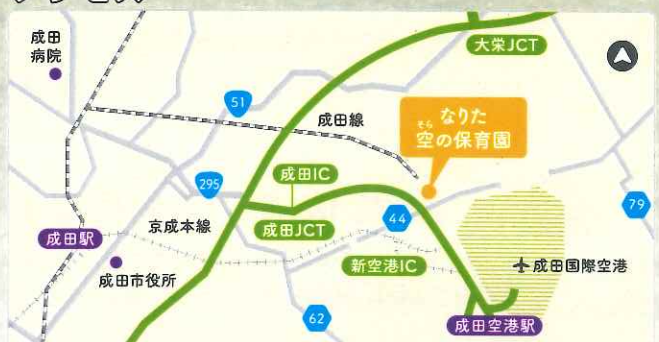 成田
病院
大栄JCT
51
成田線
なりた
そら
空の保育園
成田IC
295
79
44
京成本線
成田JCT
成田駅
新空港IC
成田国際空港
成田市役所
62
成田空港駅